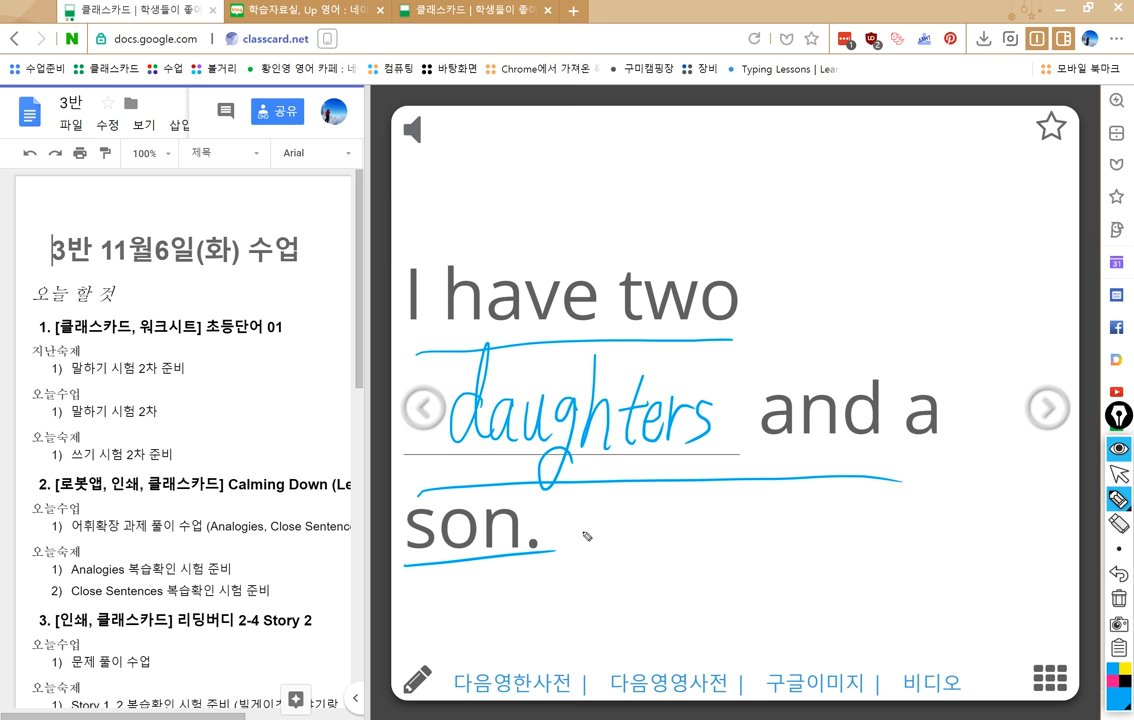 클래스카드 | 학생들이 좋아
학습자료실, Up 영어 : 네이
클래스카드 | 학생들이 좋아
N docs.google.com | classcard.net
1 2
수업준비 클래스카드 수업 볼거리 황인영 영어 카페 : 네 컴퓨팅 바탕화면 Chrome에서 가져온 구미캠핑장 장비 Typing Lessons | Lear 모바일 북마크
3반
파일 수정 보기 삽입
공유
100% 제목 Arial
3반 11월6일(화) 수업
오늘 할 것
1. [클래스카드, 워크시트] 초등단어 01
지난숙제
1) 말하기 시험 2차 준비
오늘수업
1) 말하기 시험 2차
오늘숙제
1) 쓰기 시험 2차 준비
2. [로봇앱, 인쇄, 클래스카드] Calming Down (Le
오늘수업
1) 어휘확장 과제 풀이 수업 (Analogies, Close Sentenc
오늘숙제
1) Analogies 복습확인 시험 준비
2) Close Sentences 복습확인 시험 준비
3. [인쇄, 클래스카드] 리딩버디 2-4 Story 2
오늘수업
1) 문제 풀이 수업
오늘숙제
1) Story 1, 2 복습확인 시험 준비
I have two
daughters and a
son.
다음영한사전 | 다음영영사전 | 구글이미지 | 비디오
31